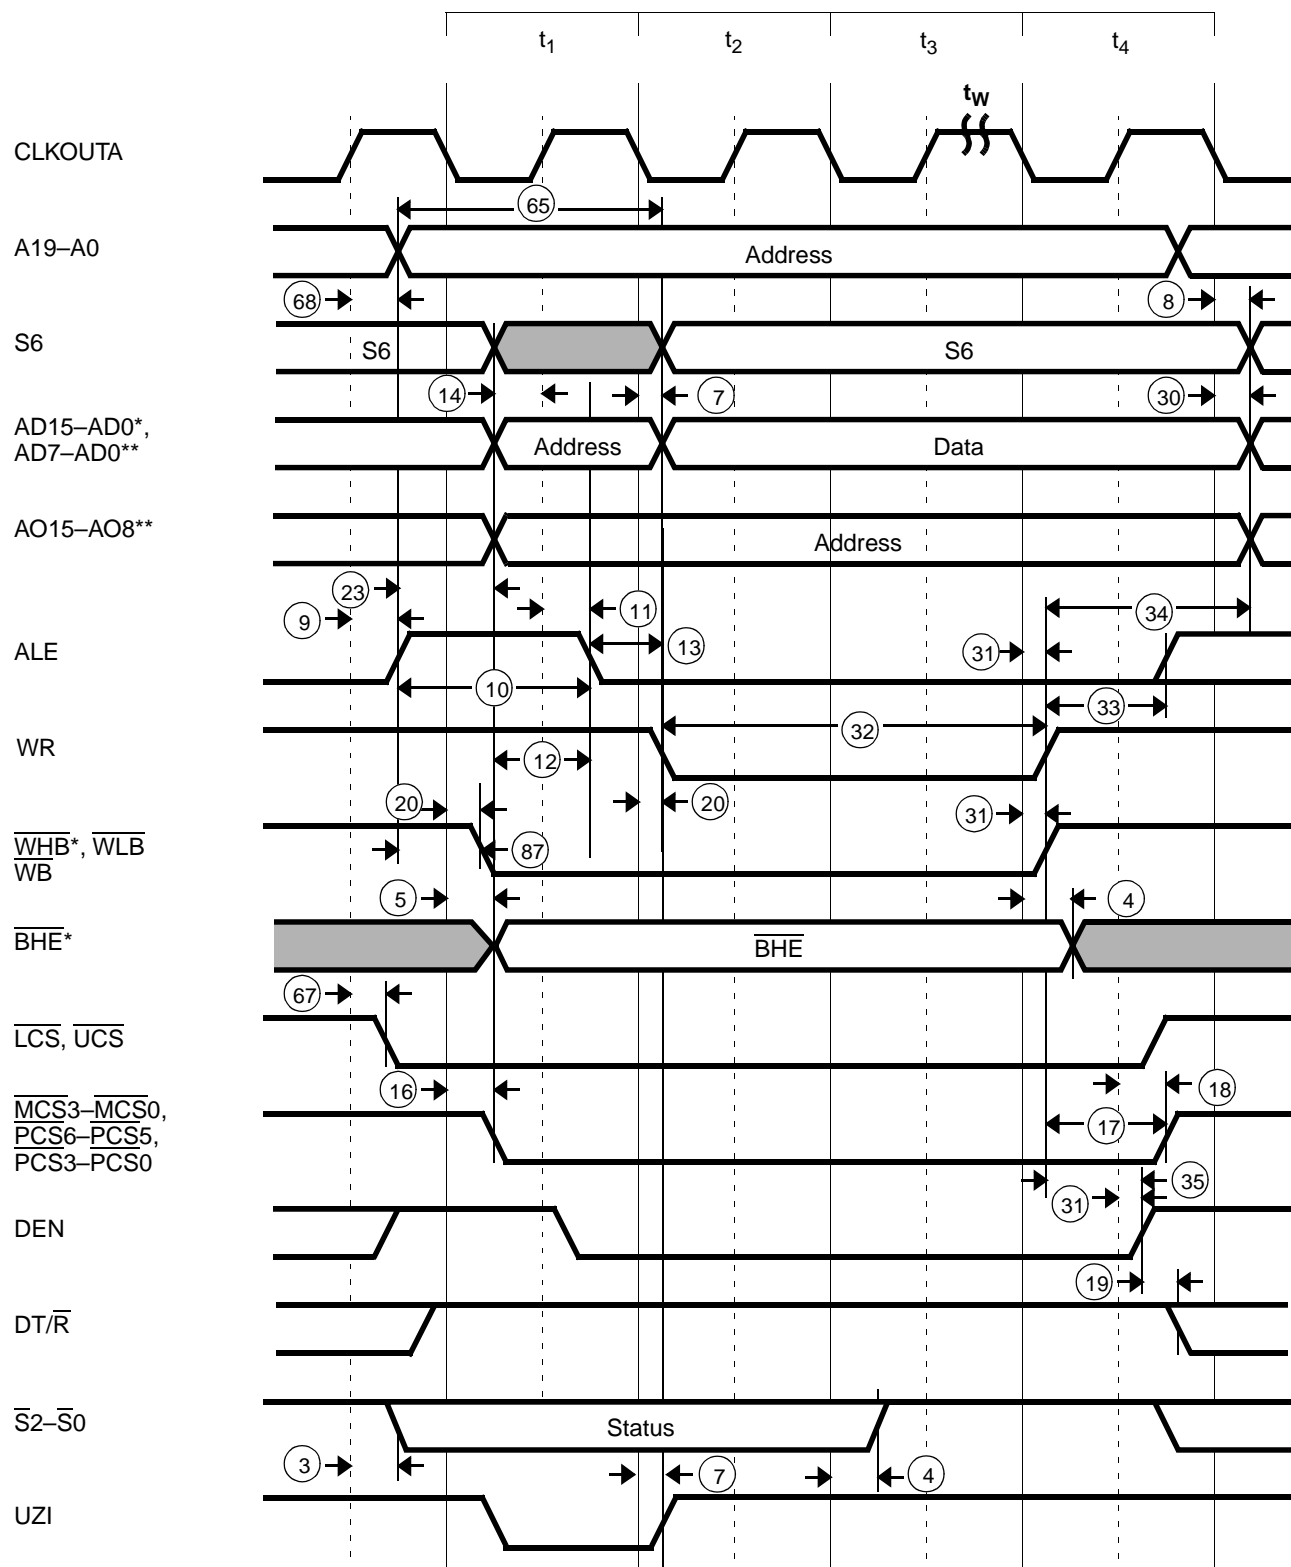 t1 t2 t3 t4
tW
CLKOUTA
65
A19–A0
Address
68
8
S6
S6
S6
14
7
30
AD15–AD0*,
AD7–AD0**
Address
Data
AO15–AO8**
Address
23
9
11
34
ALE
13
31
10
33
WR
32
12
20
20
31
WHB*, WLB
WB
87
5
4
BHE*
BHE
67
LCS, UCS
16
18
MCS3–MCS0,
PCS6–PCS5,
PCS3–PCS0
17
35
31
DEN
19
DT/R
S2–S0
Status
3
7
4
UZI